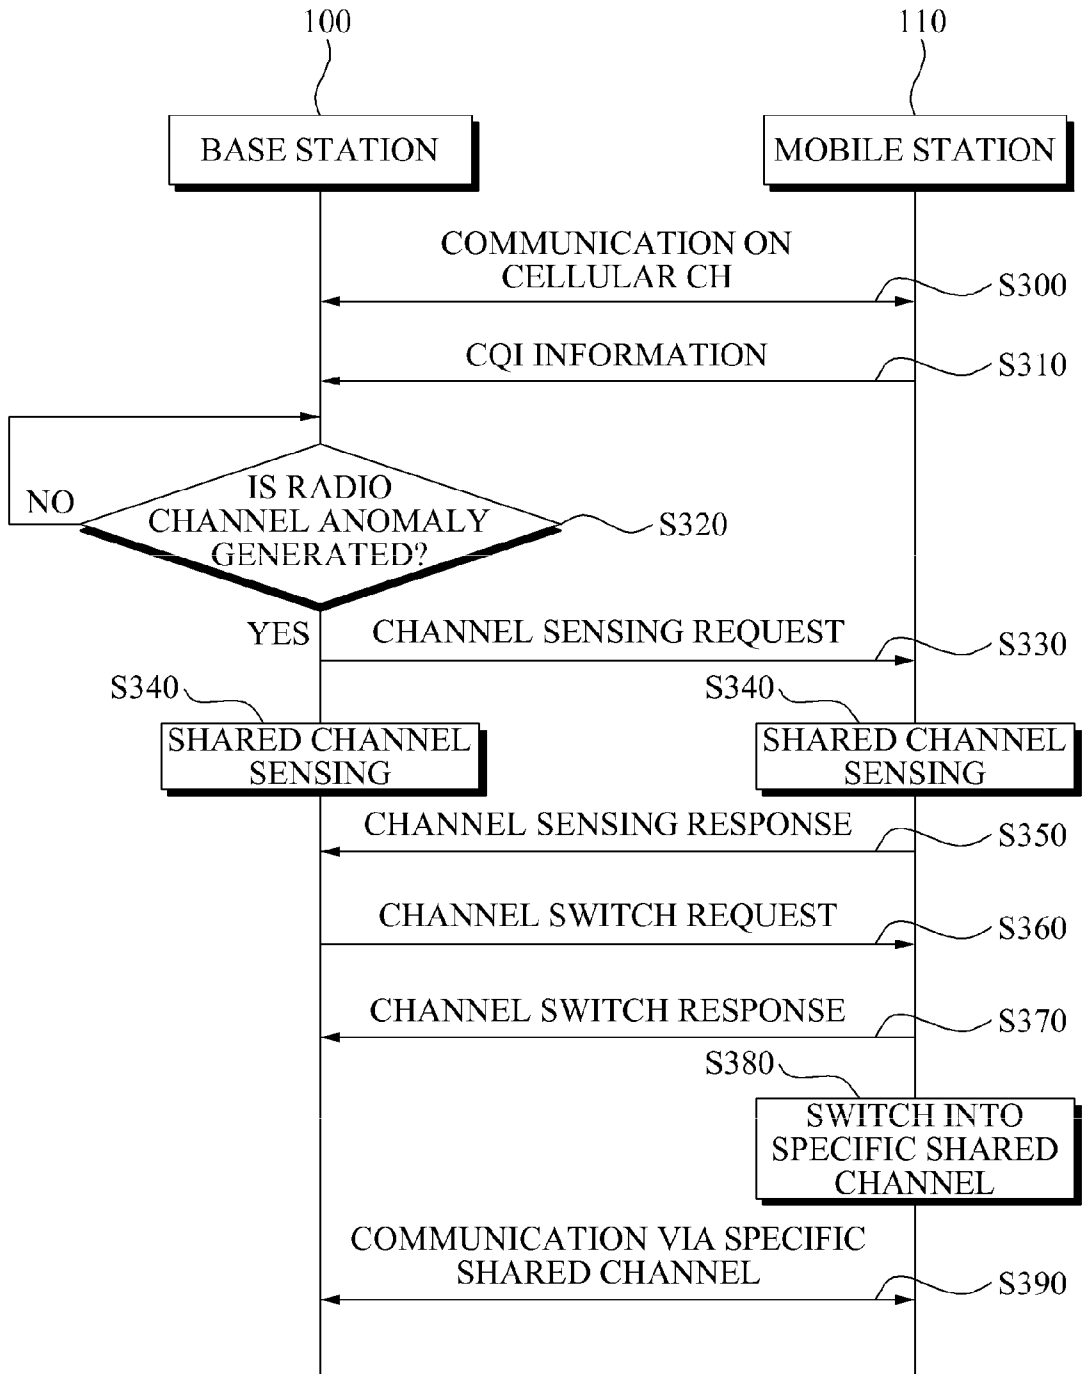 100
110
BASE STATION
MOBILE STATION
COMMUNICATION ON
CELLULAR CH
S300
CQI INFORMATION
S310
NO
IS RADIO
CHANNEL ANOMALY
GENERATED?
S320
YES
CHANNEL SENSING REQUEST
S330
S340
S340
SHARED CHANNEL
SENSING
SHARED CHANNEL
SENSING
CHANNEL SENSING RESPONSE
S350
CHANNEL SWITCH REQUEST
S360
CHANNEL SWITCH RESPONSE
S370
S380
SWITCH INTO
SPECIFIC SHARED
CHANNEL
COMMUNICATION VIA SPECIFIC
SHARED CHANNEL
S390